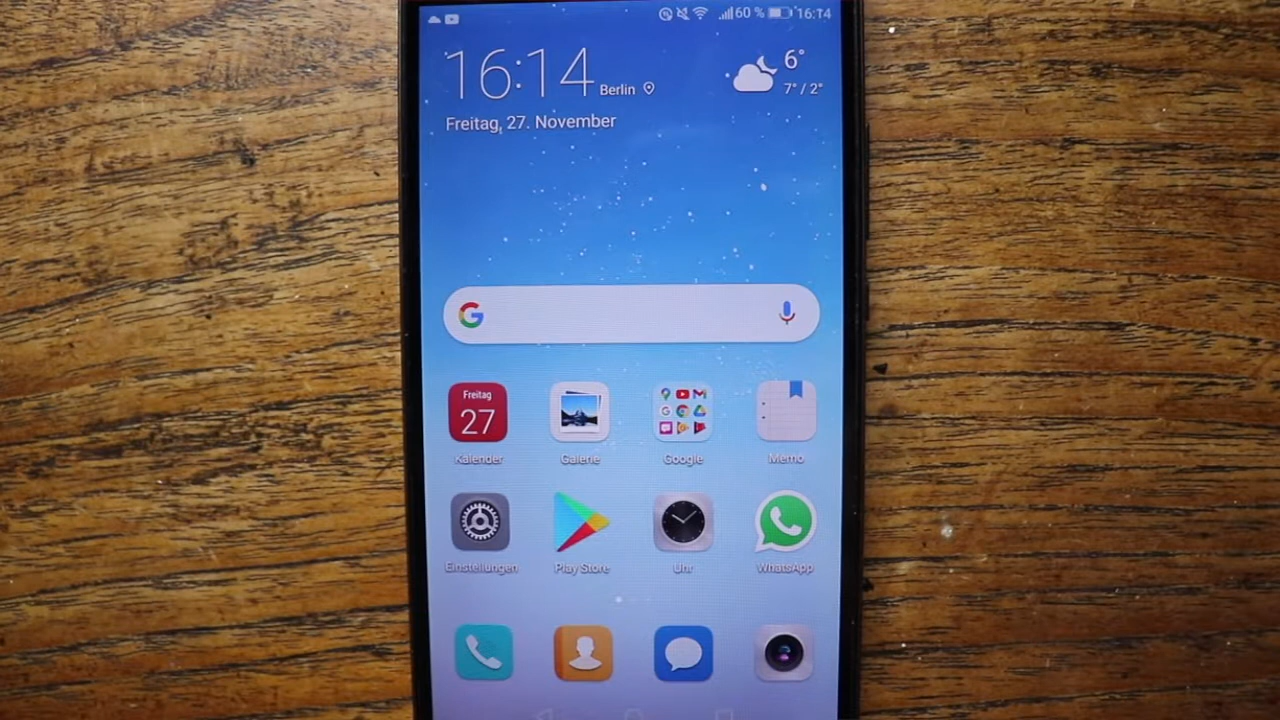 60 % 16:14
16:14 Berlin 6°
7° / 2°
Freitag, 27. November
G
Freitag
27
Kalender Galerie Google Memo
Einstellungen Play Store Uhr WhatsApp